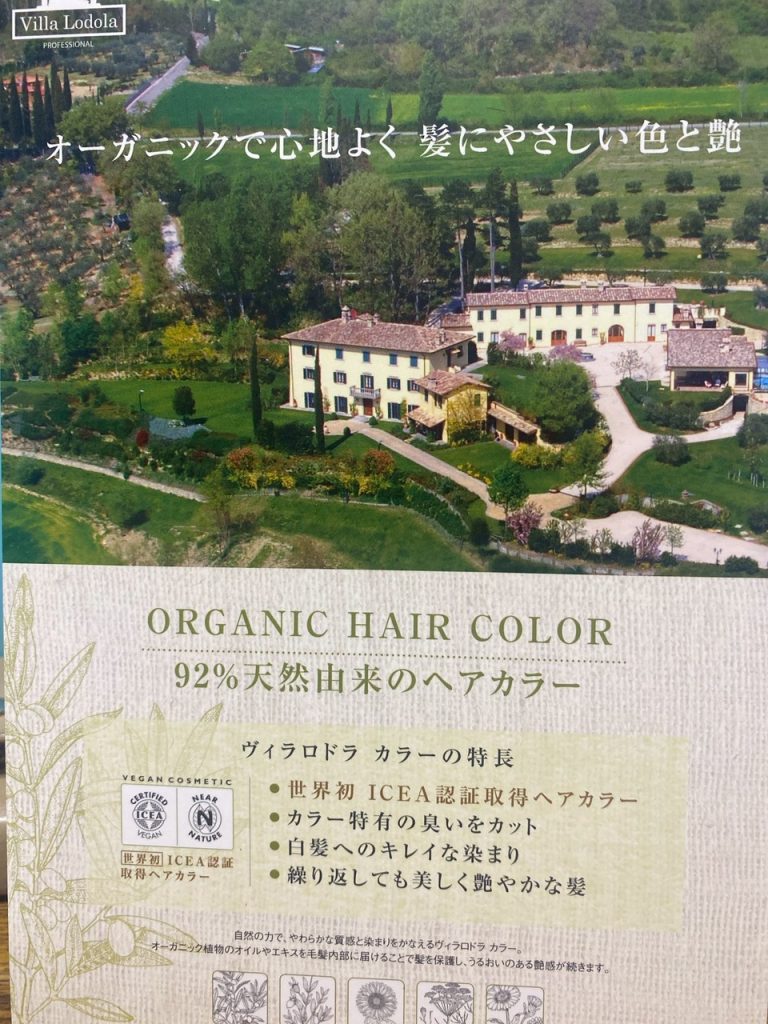 Villa Lodola
PROFESSIONAL
オーガニックで心地よく 髪にやさしい色と艶
ORGANIC HAIR COLOR
92%天然由来のヘアカラー
ヴィラロドラ カラーの特長
VEGAN COSMETIC
CERTIFIED
ICEA
VEGAN
NEAR
N
NATURE
世界初 ICEA認証
取得ヘアカラー
●世界初 ICEA認証取得ヘアカラー
●カラー特有の臭いをカット
●白髪へのキレイな染まり
●繰り返しても美しく艶やかな髪
自然の力で、やわらかな質感と染まりをかなえるヴィラロドラ カラー。
オーガニック植物のオイルやエキスを毛髪内部に届けることで髪を保護し、うるおいのある艶感が続きます。